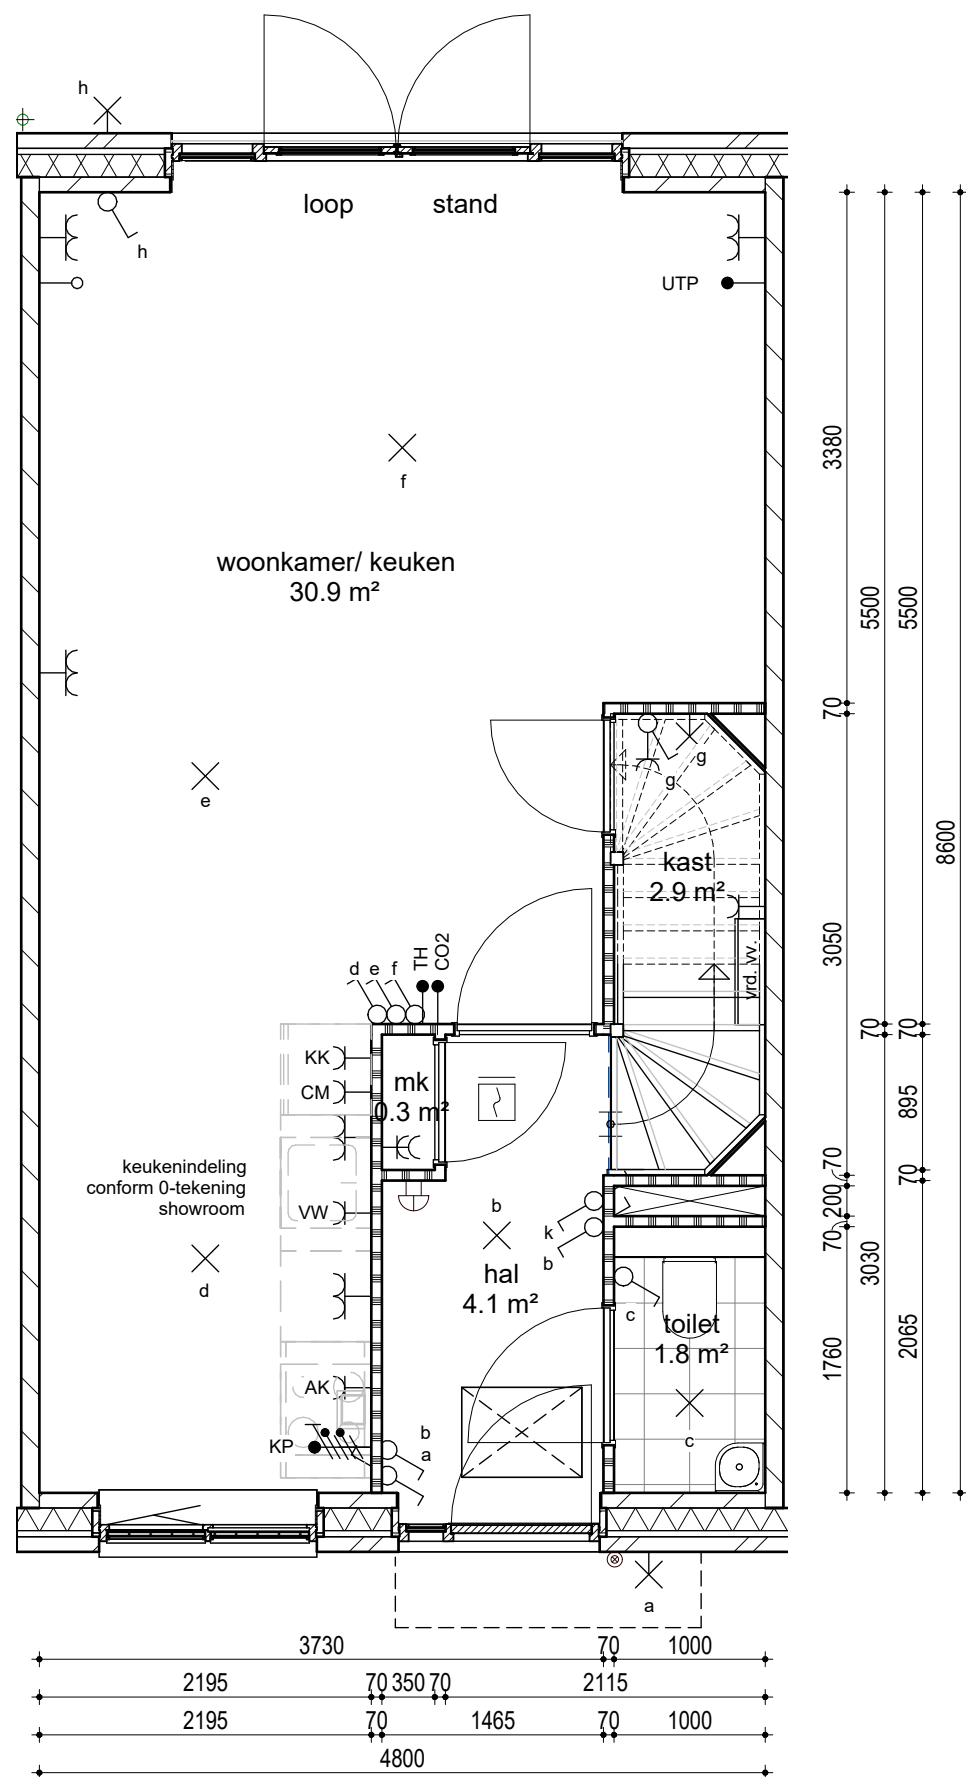 h
loop stand
h
UTP
f
woonkamer/ keuken
30.9 m²
e
g
g
kast
2.9 m²
vrd. vv.
d e f TH CO2
KK
CM
mk
0.3 m²
keukenindeling
conform 0-tekening
showroom
VW
d
b
k
b
hal
4.1 m²
c
toilet
1.8 m²
c
AK
KP
b
a
a
3380
70
3050
70
200
70
1760
5500
70
3030
5500
70
895
70
2065
8600
3730 70 1000
2195 70 350 70 2115
2195 70 1465 70 1000
4800